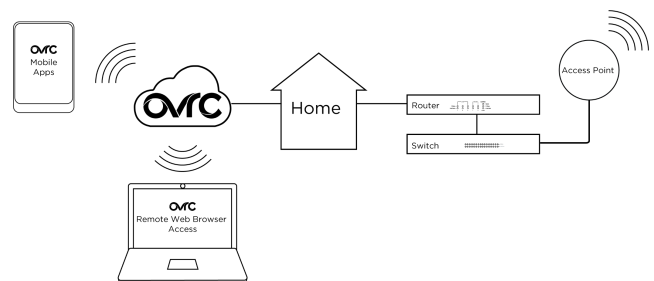 OvrC
Mobile
Apps
OvrC
Home
Router
Switch
Access Point
OvrC
Remote Web Browser
Access